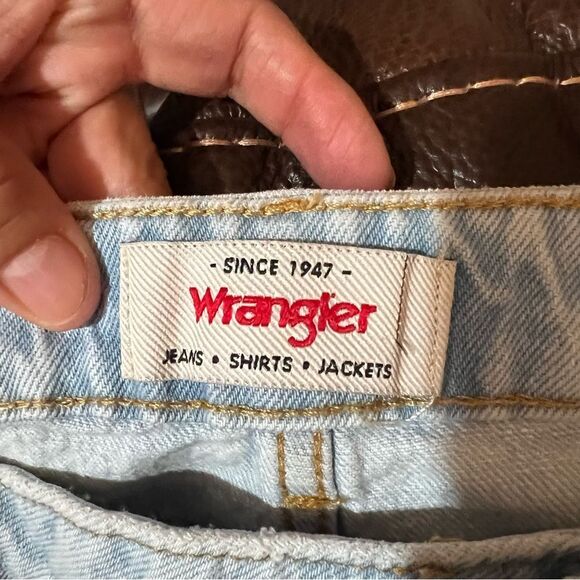 - SINCE 1947 -
Wrangler
JEANS • SHIRTS • JACKETS